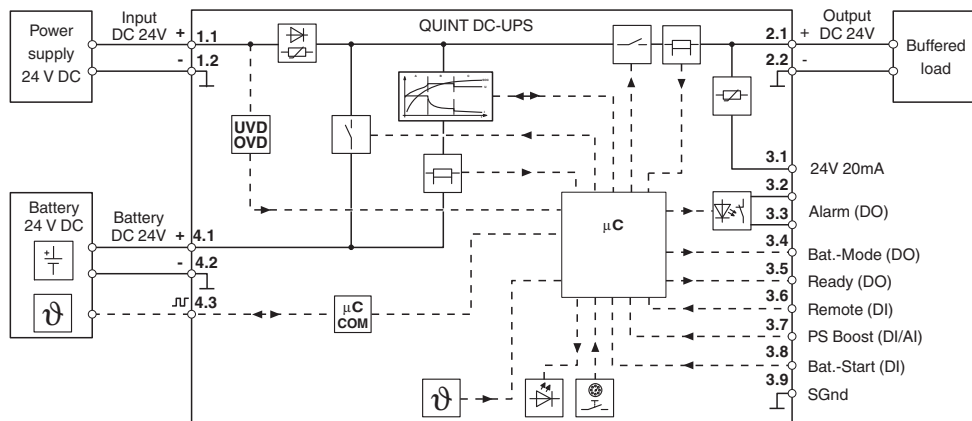 Power
supply
24 V DC
Input
DC 24V
+
1.1
-
1.2
QUINT DC-UPS
2.1
+
Output
DC 24V
2.2
-
Buffered
load
UVD
OVD
3.1
24V 20mA
3.2
3.3
Alarm (DO)
µC
3.4
Bat.-Mode (DO)
3.5
Ready (DO)
3.6
Remote (DI)
3.7
PS Boost (DI/AI)
3.8
Bat.-Start (DI)
3.9
SGnd
Battery
24 V DC
+
ϑ
Battery
DC 24V
+
4.1
-
4.2
4.3
µC
COM
ϑ